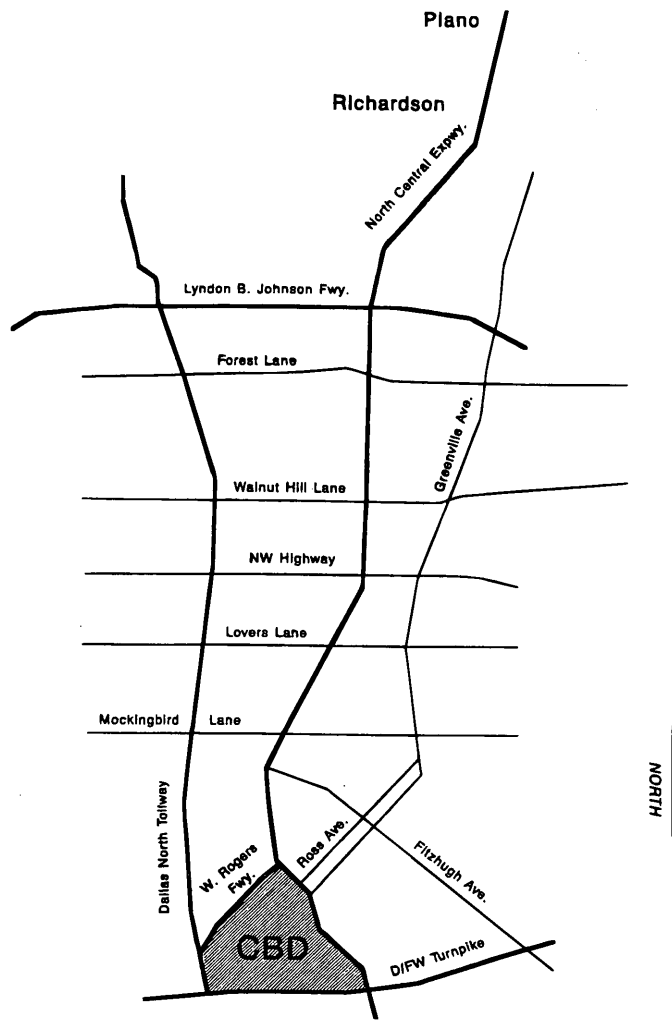 Plano
Richardson
North Central Expwy.
Lyndon B. Johnson Fwy.
Forest Lane
Greenville Ave.
Walnut Hill Lane
NW Highway
Lovers Lane
Mockingbird Lane
NORTH
Dallas North Tollway
W. Rogers
Fwy.
Ross Ave.
Fitzhugh Ave.
CBD
D/FW Turnpike